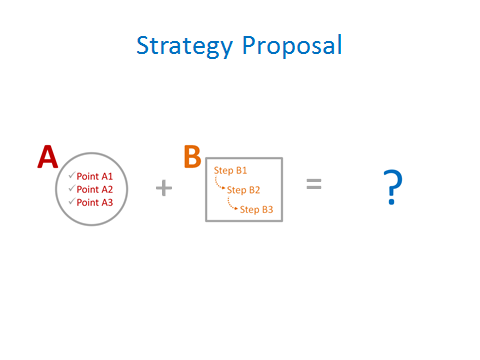 Strategy Proposal
A
✓Point A1
✓Point A2
✓Point A3
+
B
Step B1
Step B2
Step B3
=
?